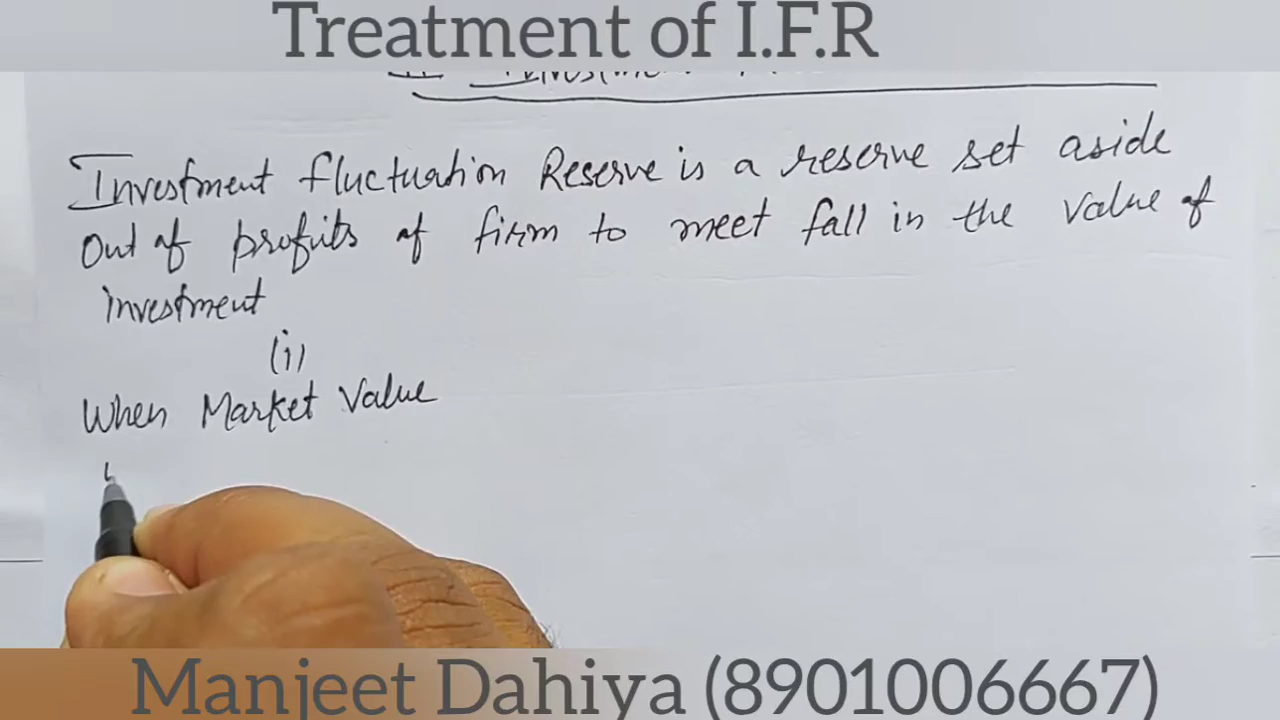 Treatment of I.F.R
Investment fluctuation Reserve is a reserve set aside
Out of profits of firm to meet fall in the value of
investment
(i)
When Market Value
Manjeet Dahiya (8901006667)